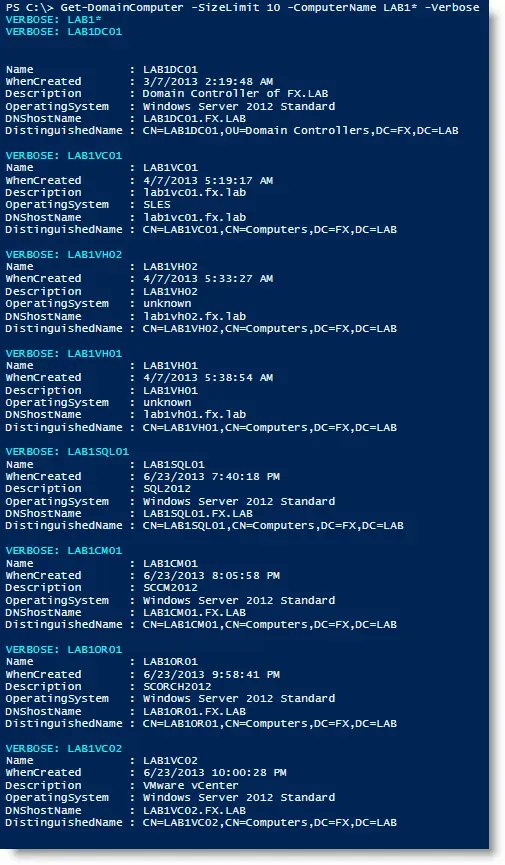 PS C:\> Get-DomainComputer -SizeLimit 10 -ComputerName LAB1* -Verbose
VERBOSE: LAB1*
VERBOSE: LAB1DC01
Name : LAB1DC01
WhenCreated : 3/7/2013 2:19:48 AM
Description : Domain Controller of FX.LAB
OperatingSystem : Windows Server 2012 Standard
DNShostName : LAB1DC01.FX.LAB
DistinguishedName : CN=LAB1DC01,OU=Domain Controllers,DC=FX,DC=LAB
VERBOSE: LAB1VC01
Name : LAB1VC01
WhenCreated : 4/7/2013 5:19:17 AM
Description : lab1vc01.fx.lab
OperatingSystem : SLES
DNShostName : lab1vc01.fx.lab
DistinguishedName : CN=LAB1VC01,CN=Computers,DC=FX,DC=LAB
VERBOSE: LAB1VH02
Name : LAB1VH02
WhenCreated : 4/7/2013 5:33:27 AM
Description : LAB1VH02
OperatingSystem : unknown
DNShostName : lab1vh02.fx.lab
DistinguishedName : CN=LAB1VH02,CN=Computers,DC=FX,DC=LAB
VERBOSE: LAB1VH01
Name : LAB1VH01
WhenCreated : 4/7/2013 5:38:54 AM
Description : LAB1VH01
OperatingSystem : unknown
DNShostName : lab1vh01.fx.lab
DistinguishedName : CN=LAB1VH01,CN=Computers,DC=FX,DC=LAB
VERBOSE: LAB1SQL01
Name : LAB1SQL01
WhenCreated : 6/23/2013 7:40:18 PM
Description : SQL2012
OperatingSystem : Windows Server 2012 Standard
DNShostName : LAB1SQL01.FX.LAB
DistinguishedName : CN=LAB1SQL01,CN=Computers,DC=FX,DC=LAB
VERBOSE: LAB1CM01
Name : LAB1CM01
WhenCreated : 6/23/2013 8:05:58 PM
Description : SCCM2012
OperatingSystem : Windows Server 2012 Standard
DNShostName : LAB1CM01.FX.LAB
DistinguishedName : CN=LAB1CM01,CN=Computers,DC=FX,DC=LAB
VERBOSE: LAB1OR01
Name : LAB1OR01
WhenCreated : 6/23/2013 9:58:41 PM
Description : SCORCH2012
OperatingSystem : Windows Server 2012 Standard
DNShostName : LAB1OR01.FX.LAB
DistinguishedName : CN=LAB1OR01,CN=Computers,DC=FX,DC=LAB
VERBOSE: LAB1VC02
Name : LAB1VC02
WhenCreated : 6/23/2013 10:00:28 PM
Description : VMware vCenter
OperatingSystem : Windows Server 2012 Standard
DNShostName : LAB1VC02.FX.LAB
DistinguishedName : CN=LAB1VC02,CN=Computers,DC=FX,DC=LAB